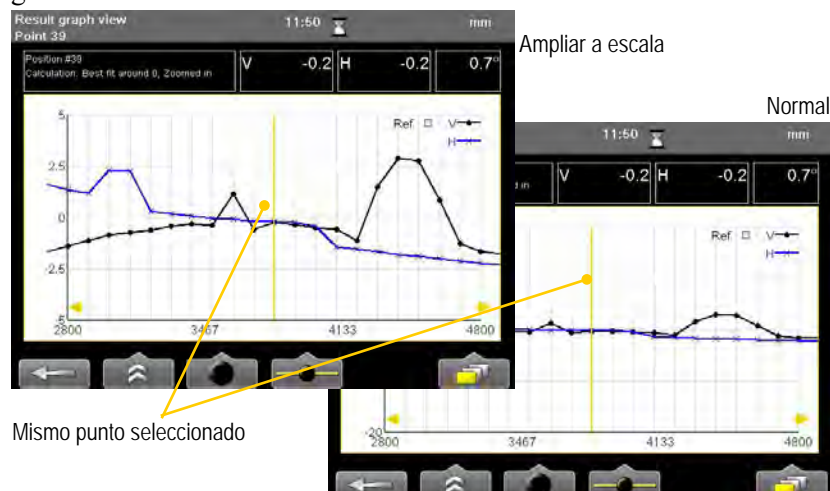 Result graph view 11:50 mm
Point 39
Position #39
Calculation: Best fit around 0, Zoomed in
V -0.2 H -0.2 0.7°
Ampliar a escala
5
Ref V
H
2.5
0
-2.5
-5
2800 3467 4133 4800
Mismo punto seleccionado
Normal
11:50 mm
d in
V -0.2 H -0.2 0.7°
Ref V
H
-20
2800 3467 4133 4800